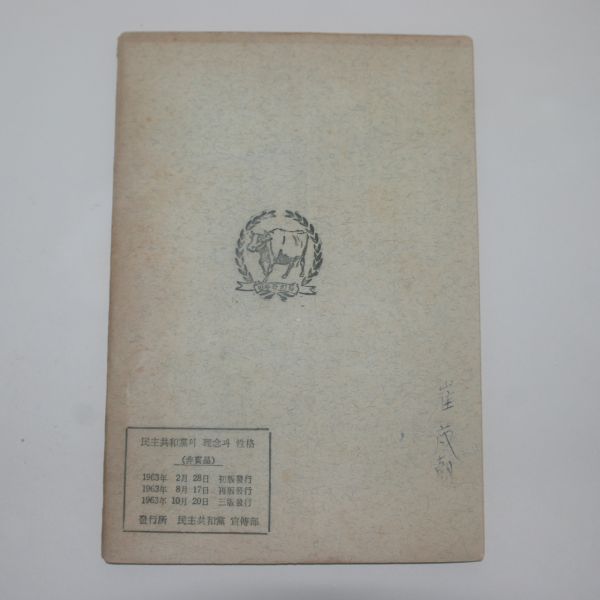 民主共和黨의 理念과 性格
(非賣品)
1963年 2月 28日 初版發行
1963年 8月 17日 再版發行
1963年 10月 20日 三版發行
發行所 民主共和黨 宣傳部
崔